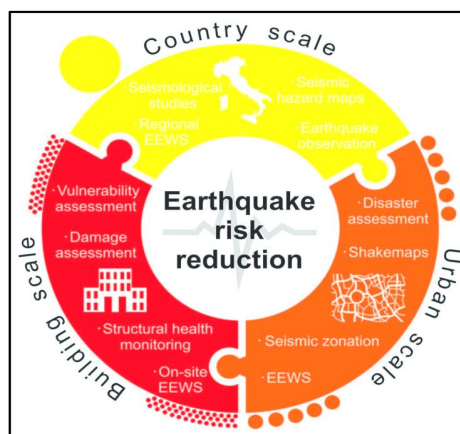 Country scale
·Seismological
studies
·Regional
EEWS
·Seismic
hazard maps
·Earthquake
observation
Earthquake
risk
reduction
·Vulnerability
assessment
·Damage
assessment
·Structural health
monitoring
·On-site
EEWS
Building scale
·Disaster
assessment
·Shakemaps
·Seismic zonation
·EEWS
Urban scale